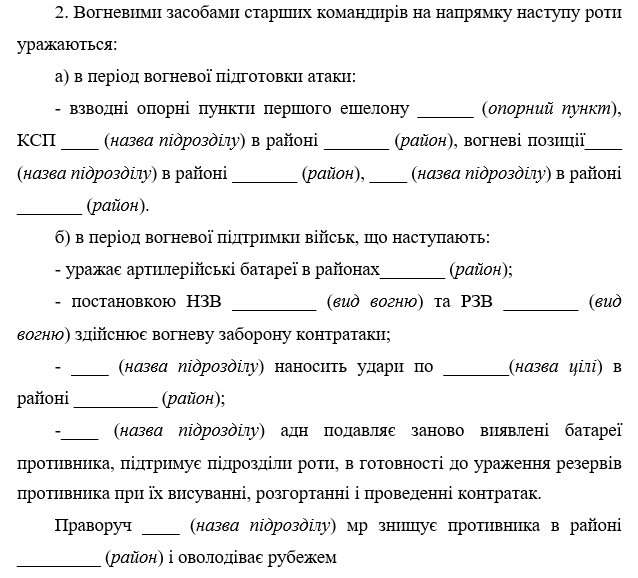 2. Вогневими засобами старших командирів на напрямку наступу роти
уражаються:
а) в період вогневої підготовки атаки:
- взводні опорні пункти першого ешелону ______ (опорний пункт),
КСП ____ (назва підрозділу) в районі _______ (район), вогневі позиції____
(назва підрозділу) в районі _______ (район), ____ (назва підрозділу) в районі
_______ (район).
б) в період вогневої підтримки військ, що наступають:
- уражає артилерійські батареї в районах_______ (район);
- постановкою НЗВ _________ (вид вогню) та РЗВ ________ (вид
вогню) здійснює вогневу заборону контратаки;
- ____ (назва підрозділу) наносить удари по _______(назва цілі) в
районі _________ (район);
-____ (назва підрозділу) адн подавляє заново виявлені батареї
противника, підтримує підрозділи роти, в готовності до ураження резервів
противника при їх висуванні, розгортанні і проведенні контратак.
Праворуч ____ (назва підрозділу) мр знищує противника в районі
_________ (район) і оволодіває рубежем